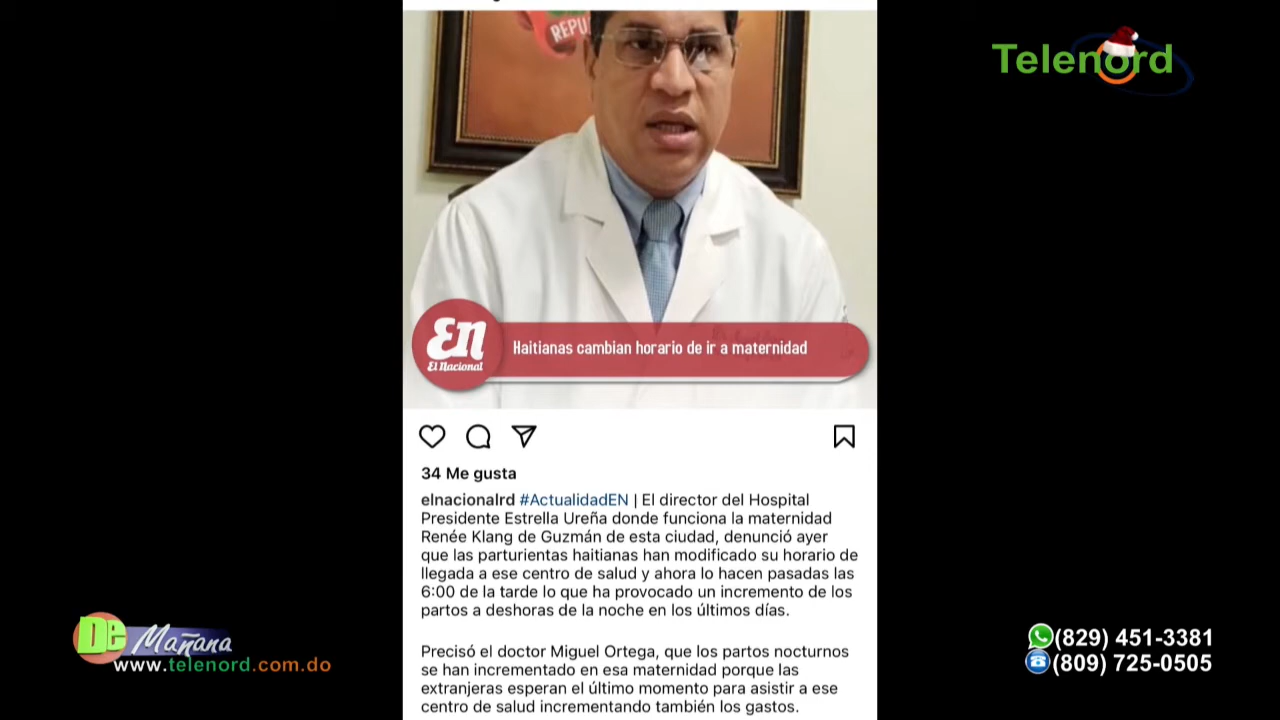 REPU
Telenord
En
El Nacional
Haitianas cambian horario de ir a maternidad
34 Me gusta
elnacionalrd #ActualidadEN | El director del Hospital
Presidente Estrella Ureña donde funciona la maternidad
Renée Klang de Guzmán de esta ciudad, denunció ayer
que las parturientas haitianas han modificado su horario de
llegada a ese centro de salud y ahora lo hacen pasadas las
6:00 de la tarde lo que ha provocado un incremento de los
partos a deshoras de la noche en los últimos días.
Precisó el doctor Miguel Ortega, que los partos nocturnos
se han incrementado en esa maternidad porque las
extranjeras esperan el último momento para asistir a ese
centro de salud incrementando también los gastos.
De Mañana
www.telenord.com.do
(829) 451-3381
(809) 725-0505